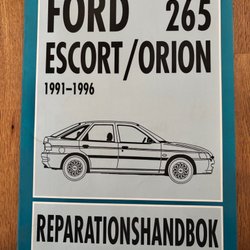 FORD 265
ESCORT/ORION
1991-1996
REPARATIONSHANDBOK